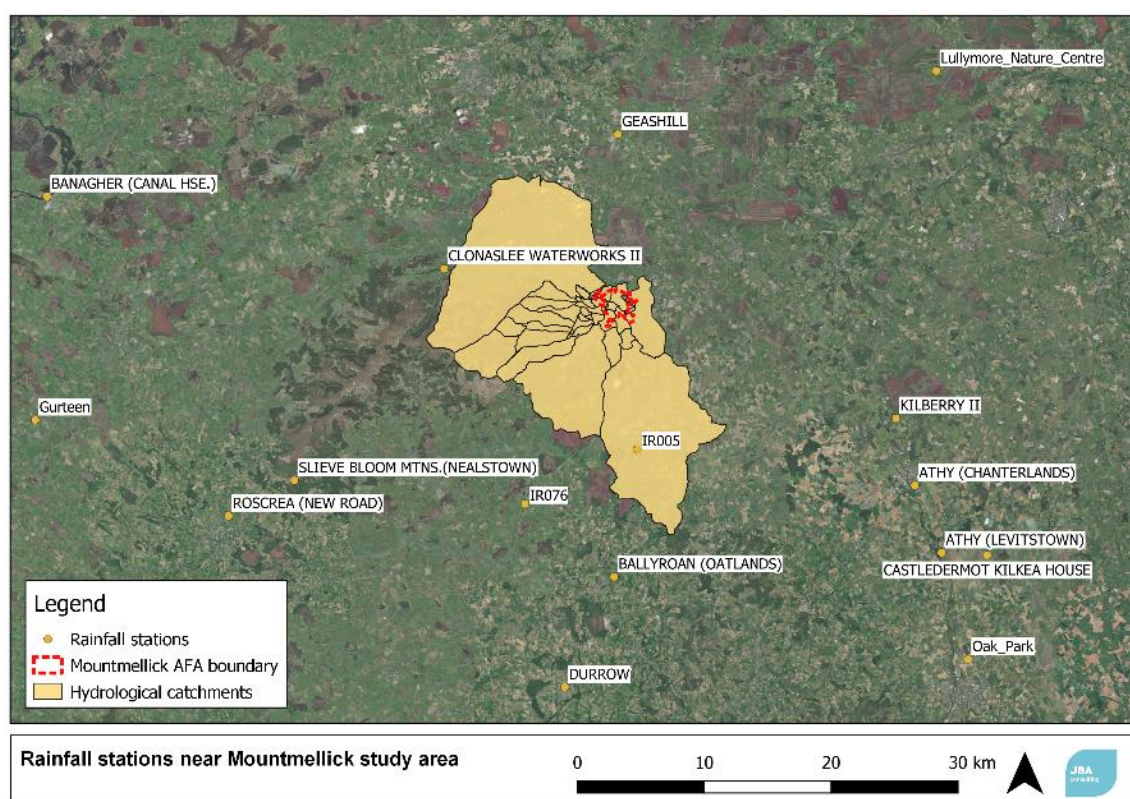 Lullymore_Nature_Centre
GEASHILL
BANAGHER (CANAL HSE.)
CLONASLEE WATERWORKS II
Gurteen
KILBERRY II
IR005
SLIEVE BLOOM MTNS.(NEALSTOWN)
ATHY (CHANTERLANDS)
IR076
ROSCREA (NEW ROAD)
ATHY (LEVITSTOWN)
BALLYROAN (OATLANDS)
CASTLEDERMOT KILKEA HOUSE
Oak_Park
DURROW
Legend
Rainfall stations
Mountmellick AFA boundary
Hydrological catchments
Rainfall stations near Mountmellick study area
0 10 20 30 km
JBA
consulting